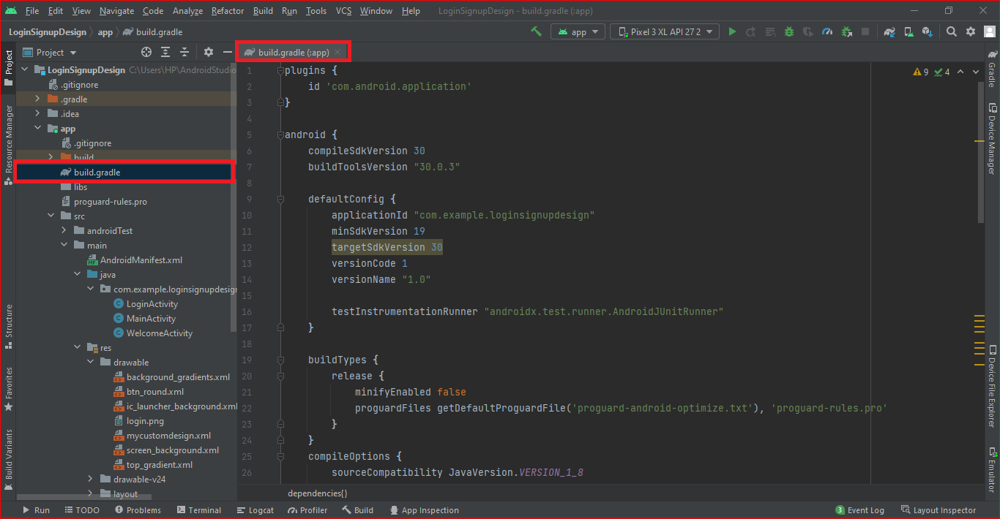 File Edit View Navigate Code Analyze Refactor Build Run Tools VCS Window Help LoginSignupDesign - build.gradle (:app)
LoginSignupDesign app build.gradle app Pixel 3 XL API 27 2
Project
build.gradle (:app)
LoginSignupDesign C:\Users\HP\AndroidStudio
.gitignore
.gradle
.idea
app
.gitignore
build
build.gradle
libs
proguard-rules.pro
src
androidTest
main
AndroidManifest.xml
java
com.example.loginsignupdesign
LoginActivity
MainActivity
WelcomeActivity
res
drawable
background_gradients.xml
btn_round.xml
ic_launcher_background.xml
login.png
mycustomdesign.xml
screen_background.xml
top_gradient.xml
drawable-v24
layout
Project
Resource Manager
Structure
Favorites
Build Variants
1 plugins {
2 id 'com.android.application'
3 }
4
5 android {
6 compileSdkVersion 30
7 buildToolsVersion "30.0.3"
8
9 defaultConfig {
10 applicationId "com.example.loginsignupdesign"
11 minSdkVersion 19
12 targetSdkVersion 30
13 versionCode 1
14 versionName "1.0"
15
16 testInstrumentationRunner "androidx.test.runner.AndroidJUnitRunner"
17 }
18
19 buildTypes {
20 release {
21 minifyEnabled false
22 proguardFiles getDefaultProguardFile('proguard-android-optimize.txt'), 'proguard-rules.pro'
23 }
24 }
25 compileOptions {
26 sourceCompatibility JavaVersion.VERSION_1_8
9 4
dependencies{}
Gradle
Device Manager
Device File Explorer
Emulator
Run TODO Problems Terminal Logcat Profiler Build App Inspection 3 Event Log Layout Inspector